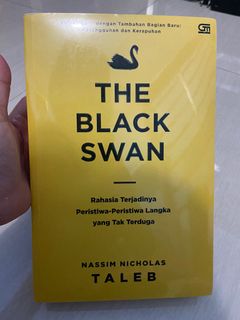 dengan Tambahan Bagian Baru:
dan Kerapuhan
GM
THE
BLACK
SWAN
Rahasia Terjadinya
Peristiwa-Peristiwa Langka
yang Tak Terduga
NASSIM NICHOLAS
TALEB